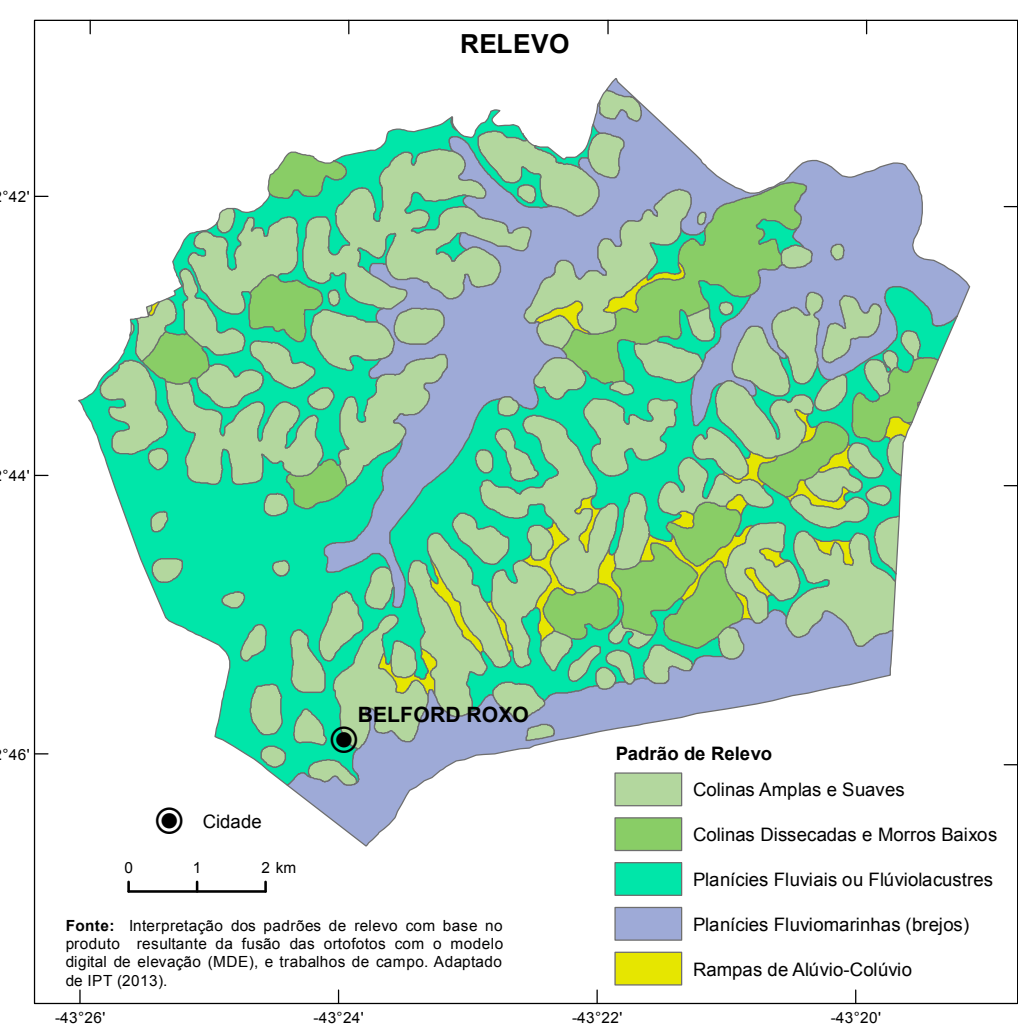 RELEVO
2°42'
2°44'
2°46'
BELFORD ROXO
Cidade
0 1 2 km
Fonte: Interpretação dos padrões de relevo com base no
produto resultante da fusão das ortofotos com o modelo
digital de elevação (MDE), e trabalhos de campo. Adaptado
de IPT (2013).
Padrão de Relevo
Colinas Amplas e Suaves
Colinas Dissecadas e Morros Baixos
Planícies Fluviais ou Flúviolacustres
Planícies Fluviomarinhas (brejos)
Rampas de Alúvio-Colúvio
-43°26' -43°24' -43°22' -43°20'